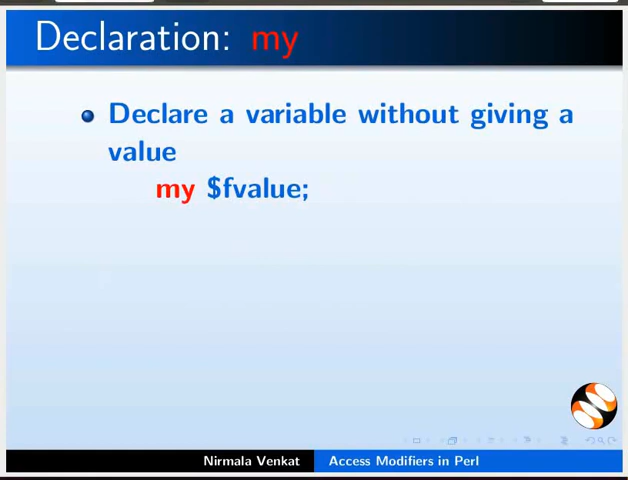 Declaration: my
Declare a variable without giving a
value
my $fvalue;
Nirmala Venkat Access Modifiers in Perl